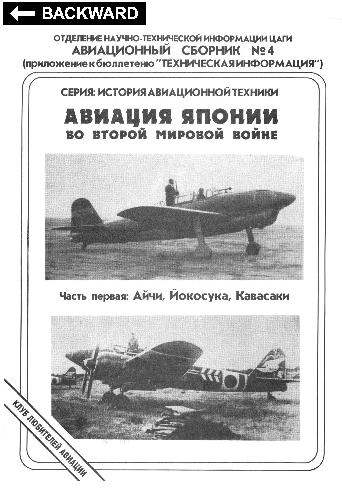 BACKWARD
ОТДЕЛЕНИЕ НАУЧНО-ТЕХНИЧЕСКОЙ ИНФОРМАЦИИ ЦАГИ
АВИАЦИОННЫЙ СБОРНИК №4
(приложение к бюллетеню "ТЕХНИЧЕСКАЯ ИНФОРМАЦИЯ")
СЕРИЯ: ИСТОРИЯ АВИАЦИОННОЙ ТЕХНИКИ
АВИАЦИЯ ЯПОНИИ
ВО ВТОРОЙ МИРОВОЙ ВОЙНЕ
Часть первая: Айчи, Йокосука, Кавасаки
КЛУБ ЛЮБИТЕЛЕЙ АВИАЦИИ